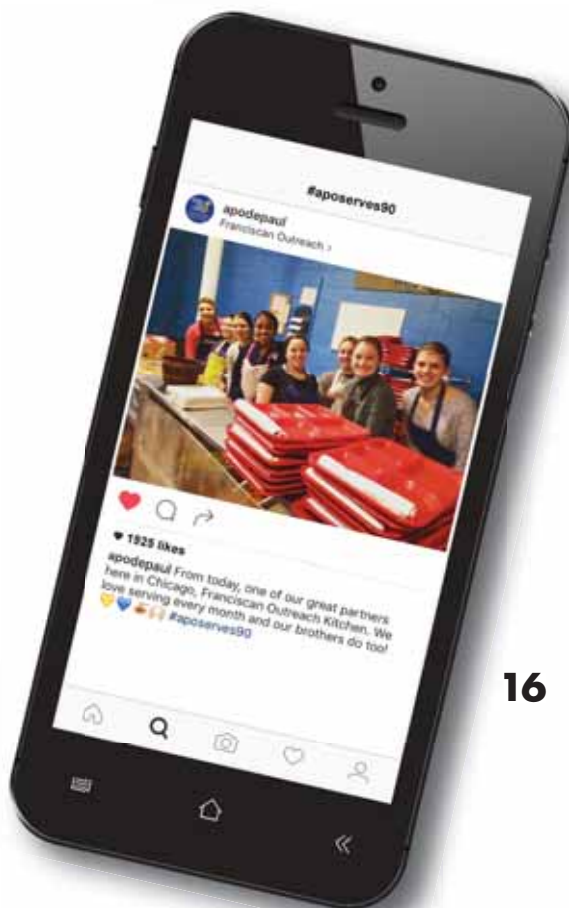 #aposerves90
apodepaul
Franciscan Outreach ›
1925 likes
apodepaul From today, one of our great partners
here in Chicago, Franciscan Outreach Kitchen. We
love serving every month and our brothers do too!
💛💙🍝🙌🏻 #aposerves90
16